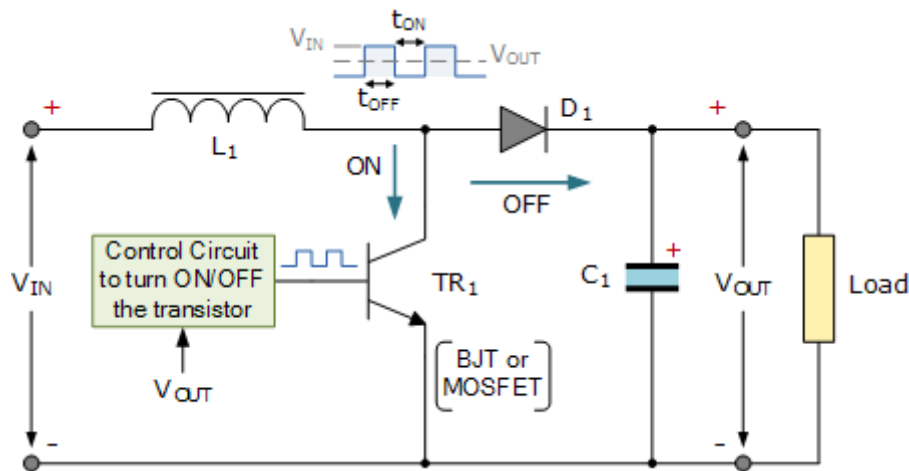 tON
VIN
VOUT
tOFF
+
L1
D1
+
ON
OFF
Control Circuit
to turn ON/OFF
the transistor
VIN
TR1
C1
+
VOUT
Load
BJT or
MOSFET
VOUT
-
-